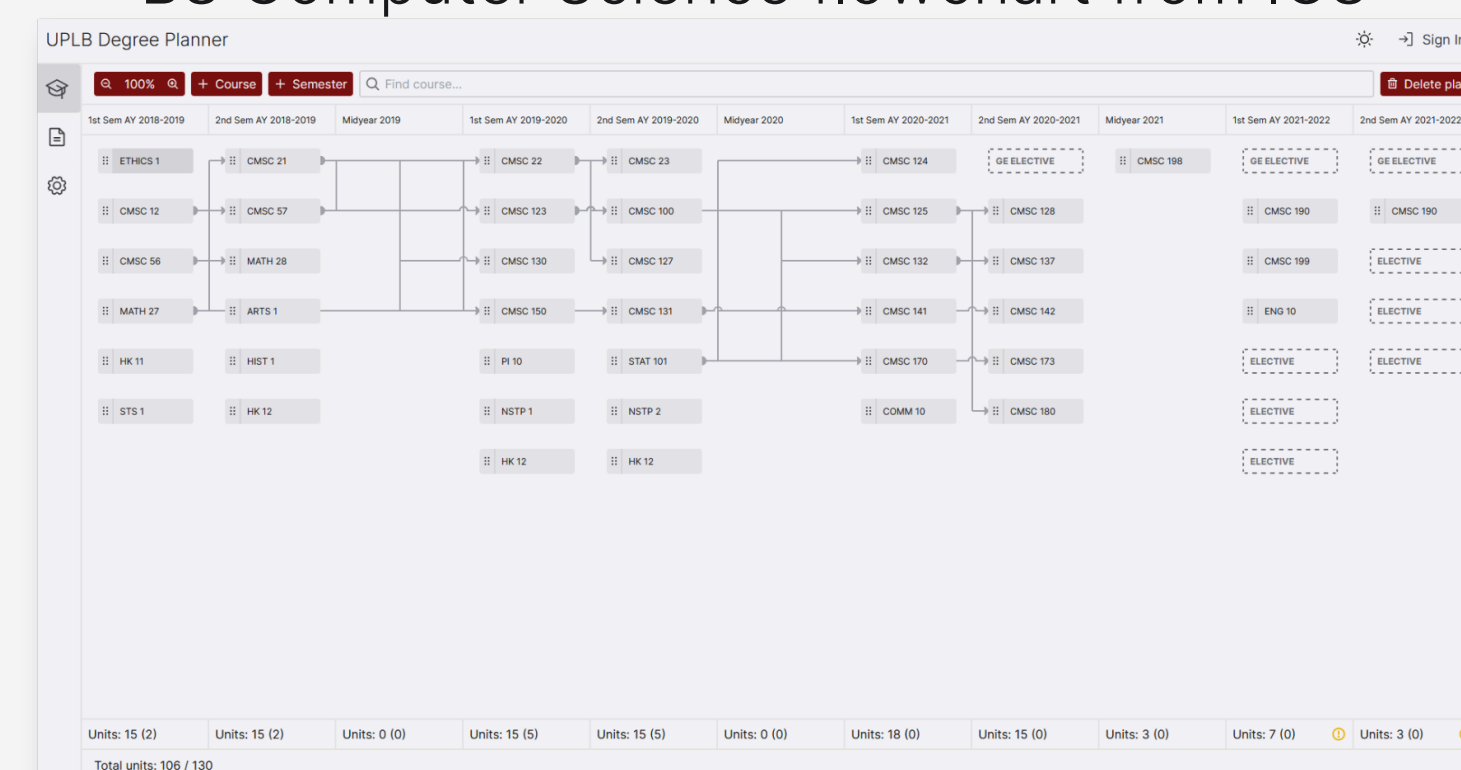 BS Computer Science flowchart from ICS
UPLB Degree Planner Sign In
100% + Course + Semester Find course... Delete pla
1st Sem AY 2018-2019 2nd Sem AY 2018-2019 Midyear 2019 1st Sem AY 2019-2020 2nd Sem AY 2019-2020 Midyear 2020 1st Sem AY 2020-2021 2nd Sem AY 2020-2021 Midyear 2021 1st Sem AY 2021-2022 2nd Sem AY 2021-2022
ETHICS 1 CMSC 21 CMSC 22 CMSC 23 CMSC 124 GE ELECTIVE CMSC 198 GE ELECTIVE GE ELECTIVE
CMSC 12 CMSC 57 CMSC 123 CMSC 100 CMSC 125 CMSC 128 CMSC 190 CMSC 190
CMSC 56 MATH 28 CMSC 130 CMSC 127 CMSC 132 CMSC 137 CMSC 199 ELECTIVE
MATH 27 ARTS 1 CMSC 150 CMSC 131 CMSC 141 CMSC 142 ENG 10 ELECTIVE
HK 11 HIST 1 PI 10 STAT 101 CMSC 170 CMSC 173 ELECTIVE ELECTIVE
STS 1 HK 12 NSTP 1 NSTP 2 COMM 10 CMSC 180 ELECTIVE
HK 12 HK 12 ELECTIVE
Units: 15 (2) Units: 15 (2) Units: 0 (0) Units: 15 (5) Units: 15 (5) Units: 0 (0) Units: 18 (0) Units: 15 (0) Units: 3 (0) Units: 7 (0) Units: 3 (0)
Total units: 106 / 130